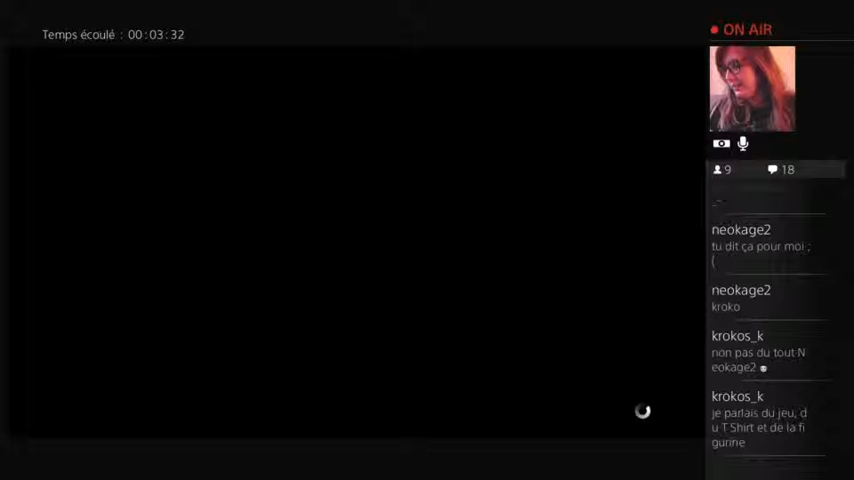 Temps écoulé : 00:03:32
ON AIR
9
18
_-
neokage2
tu dit ça pour moi ;
(
neokage2
kroko
krokos_k
non pas du tout N
eokage2
krokos_k
je parlais du jeu, d
u T Shirt et de la fi
gurine